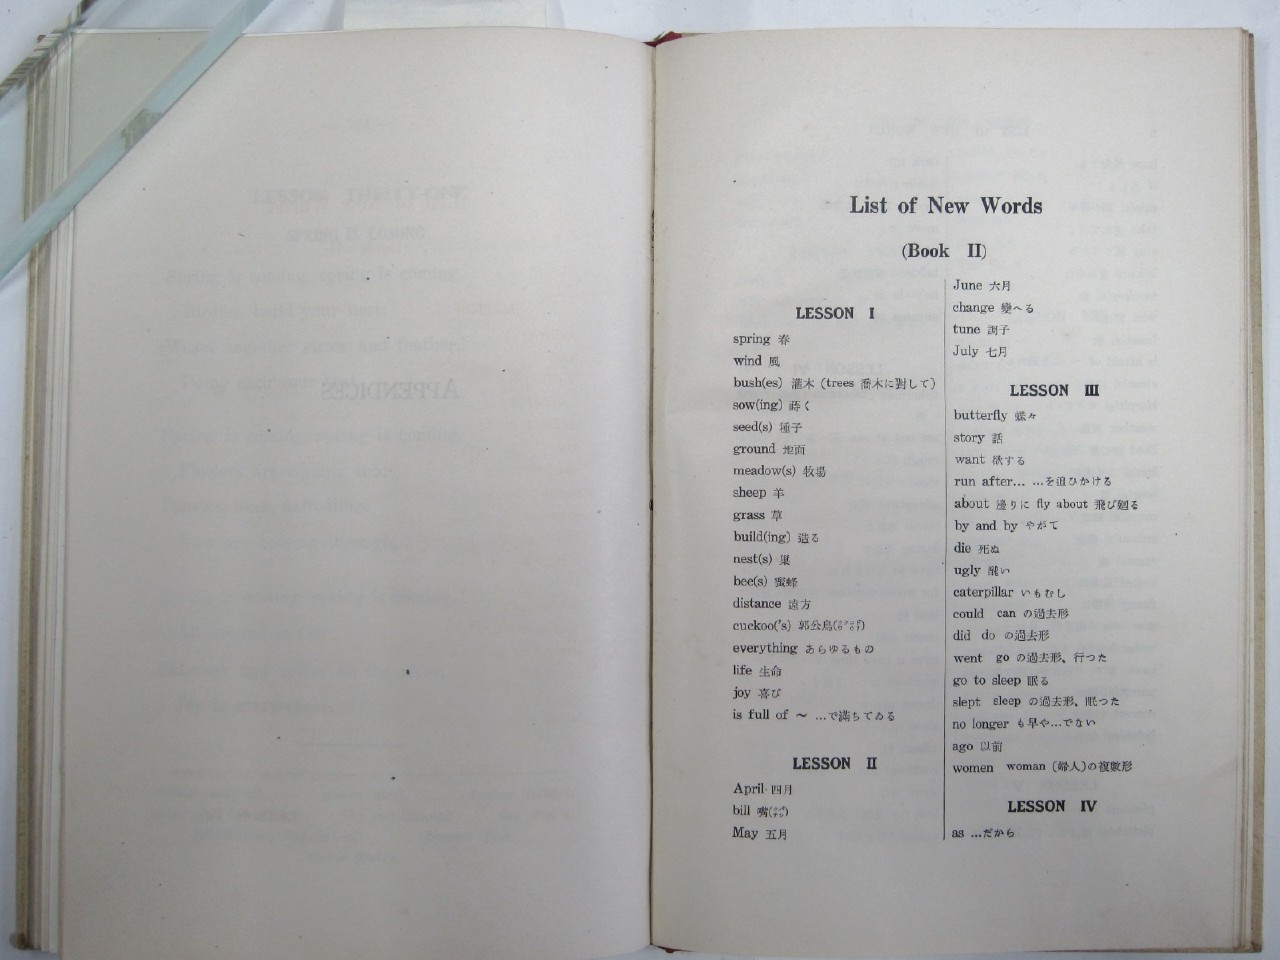 List of New Words
(Book II)
LESSON I
spring 春
wind 風
bush(es) 灌木 (trees 喬木に對して)
sow(ing) 蒔く
seed(s) 種子
ground 地面
meadow(s) 牧場
sheep 羊
grass 草
build(ing) 造る
nest(s) 巢
bee(s) 蜜蜂
distance 遠方
cuckoo('s) 郭公鳥
everything あらゆるもの
life 生命
joy 喜び
is full of ～ …で滿ちてゐる
LESSON II
April 四月
bill 嘴
May 五月
June 六月
change 變へる
tune 調子
July 七月
LESSON III
butterfly 蝶々
story 話
want 欲する
run after… …を追ひかける
about 邊りに fly about 飛び廻る
by and by やがて
die 死ぬ
ugly 醜い
caterpillar いもむし
could can の過去形
did do の過去形
went go の過去形、行つた
go to sleep 眠る
slept sleep の過去形、眠つた
no longer も早や…でない
ago 以前
women woman (婦人)の複數形
LESSON IV
as …だから
APPENDICES